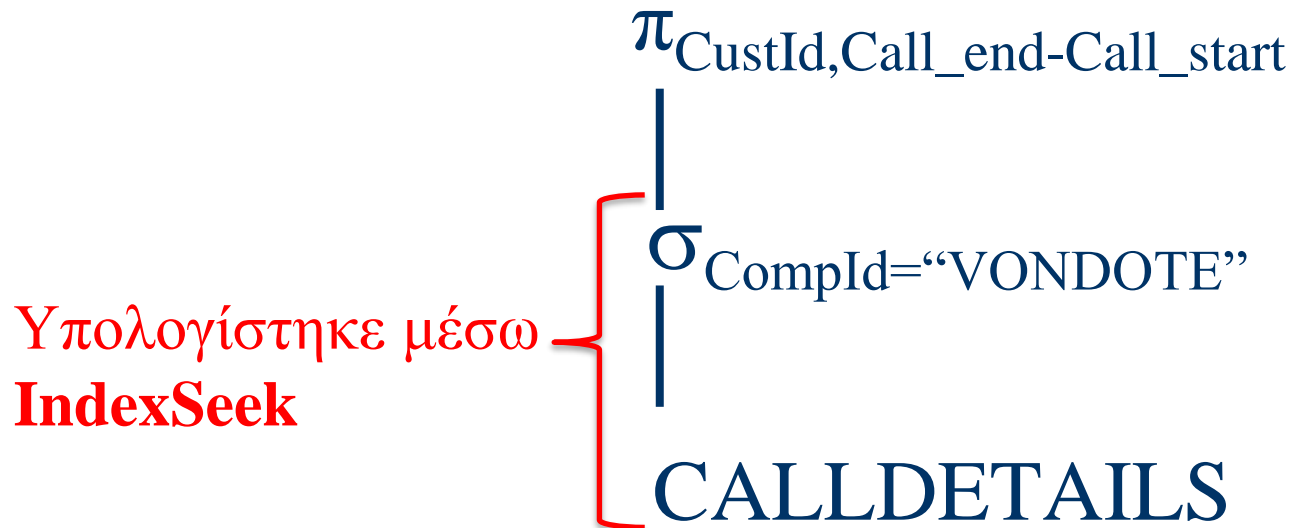 πCustId,Call_end-Call_start
σCompId=“VONDOTE”
Υπολογίστηκε μέσω
IndexSeek
CALLDETAILS